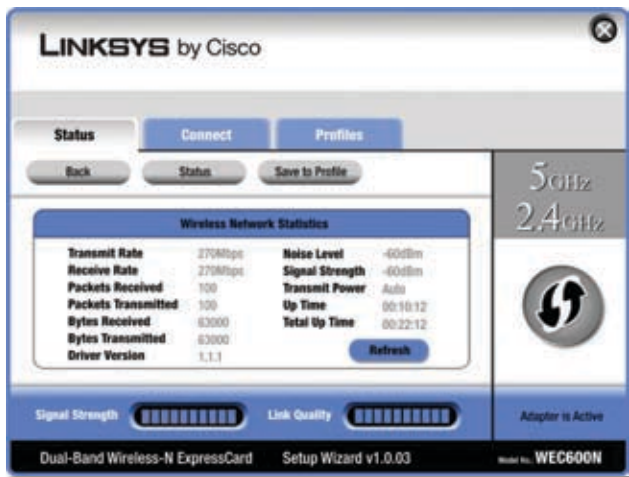 LINKSYS by Cisco
Status Connect Profiles
Back Status Save to Profile
5GHz
2.4GHz
Wireless Network Statistics
Transmit Rate 270Mbps Noise Level -60dBm
Receive Rate 270Mbps Signal Strength -60dBm
Packets Received 100 Transmit Power Auto
Packets Transmitted 100 Up Time 00:10:12
Bytes Received 63000 Total Up Time 00:22:12
Bytes Transmitted 63000
Driver Version 1.1.1
Refresh
Signal Strength Link Quality Adapter is Active
Dual-Band Wireless-N ExpressCard Setup Wizard v1.0.03 Model No. WEC600N